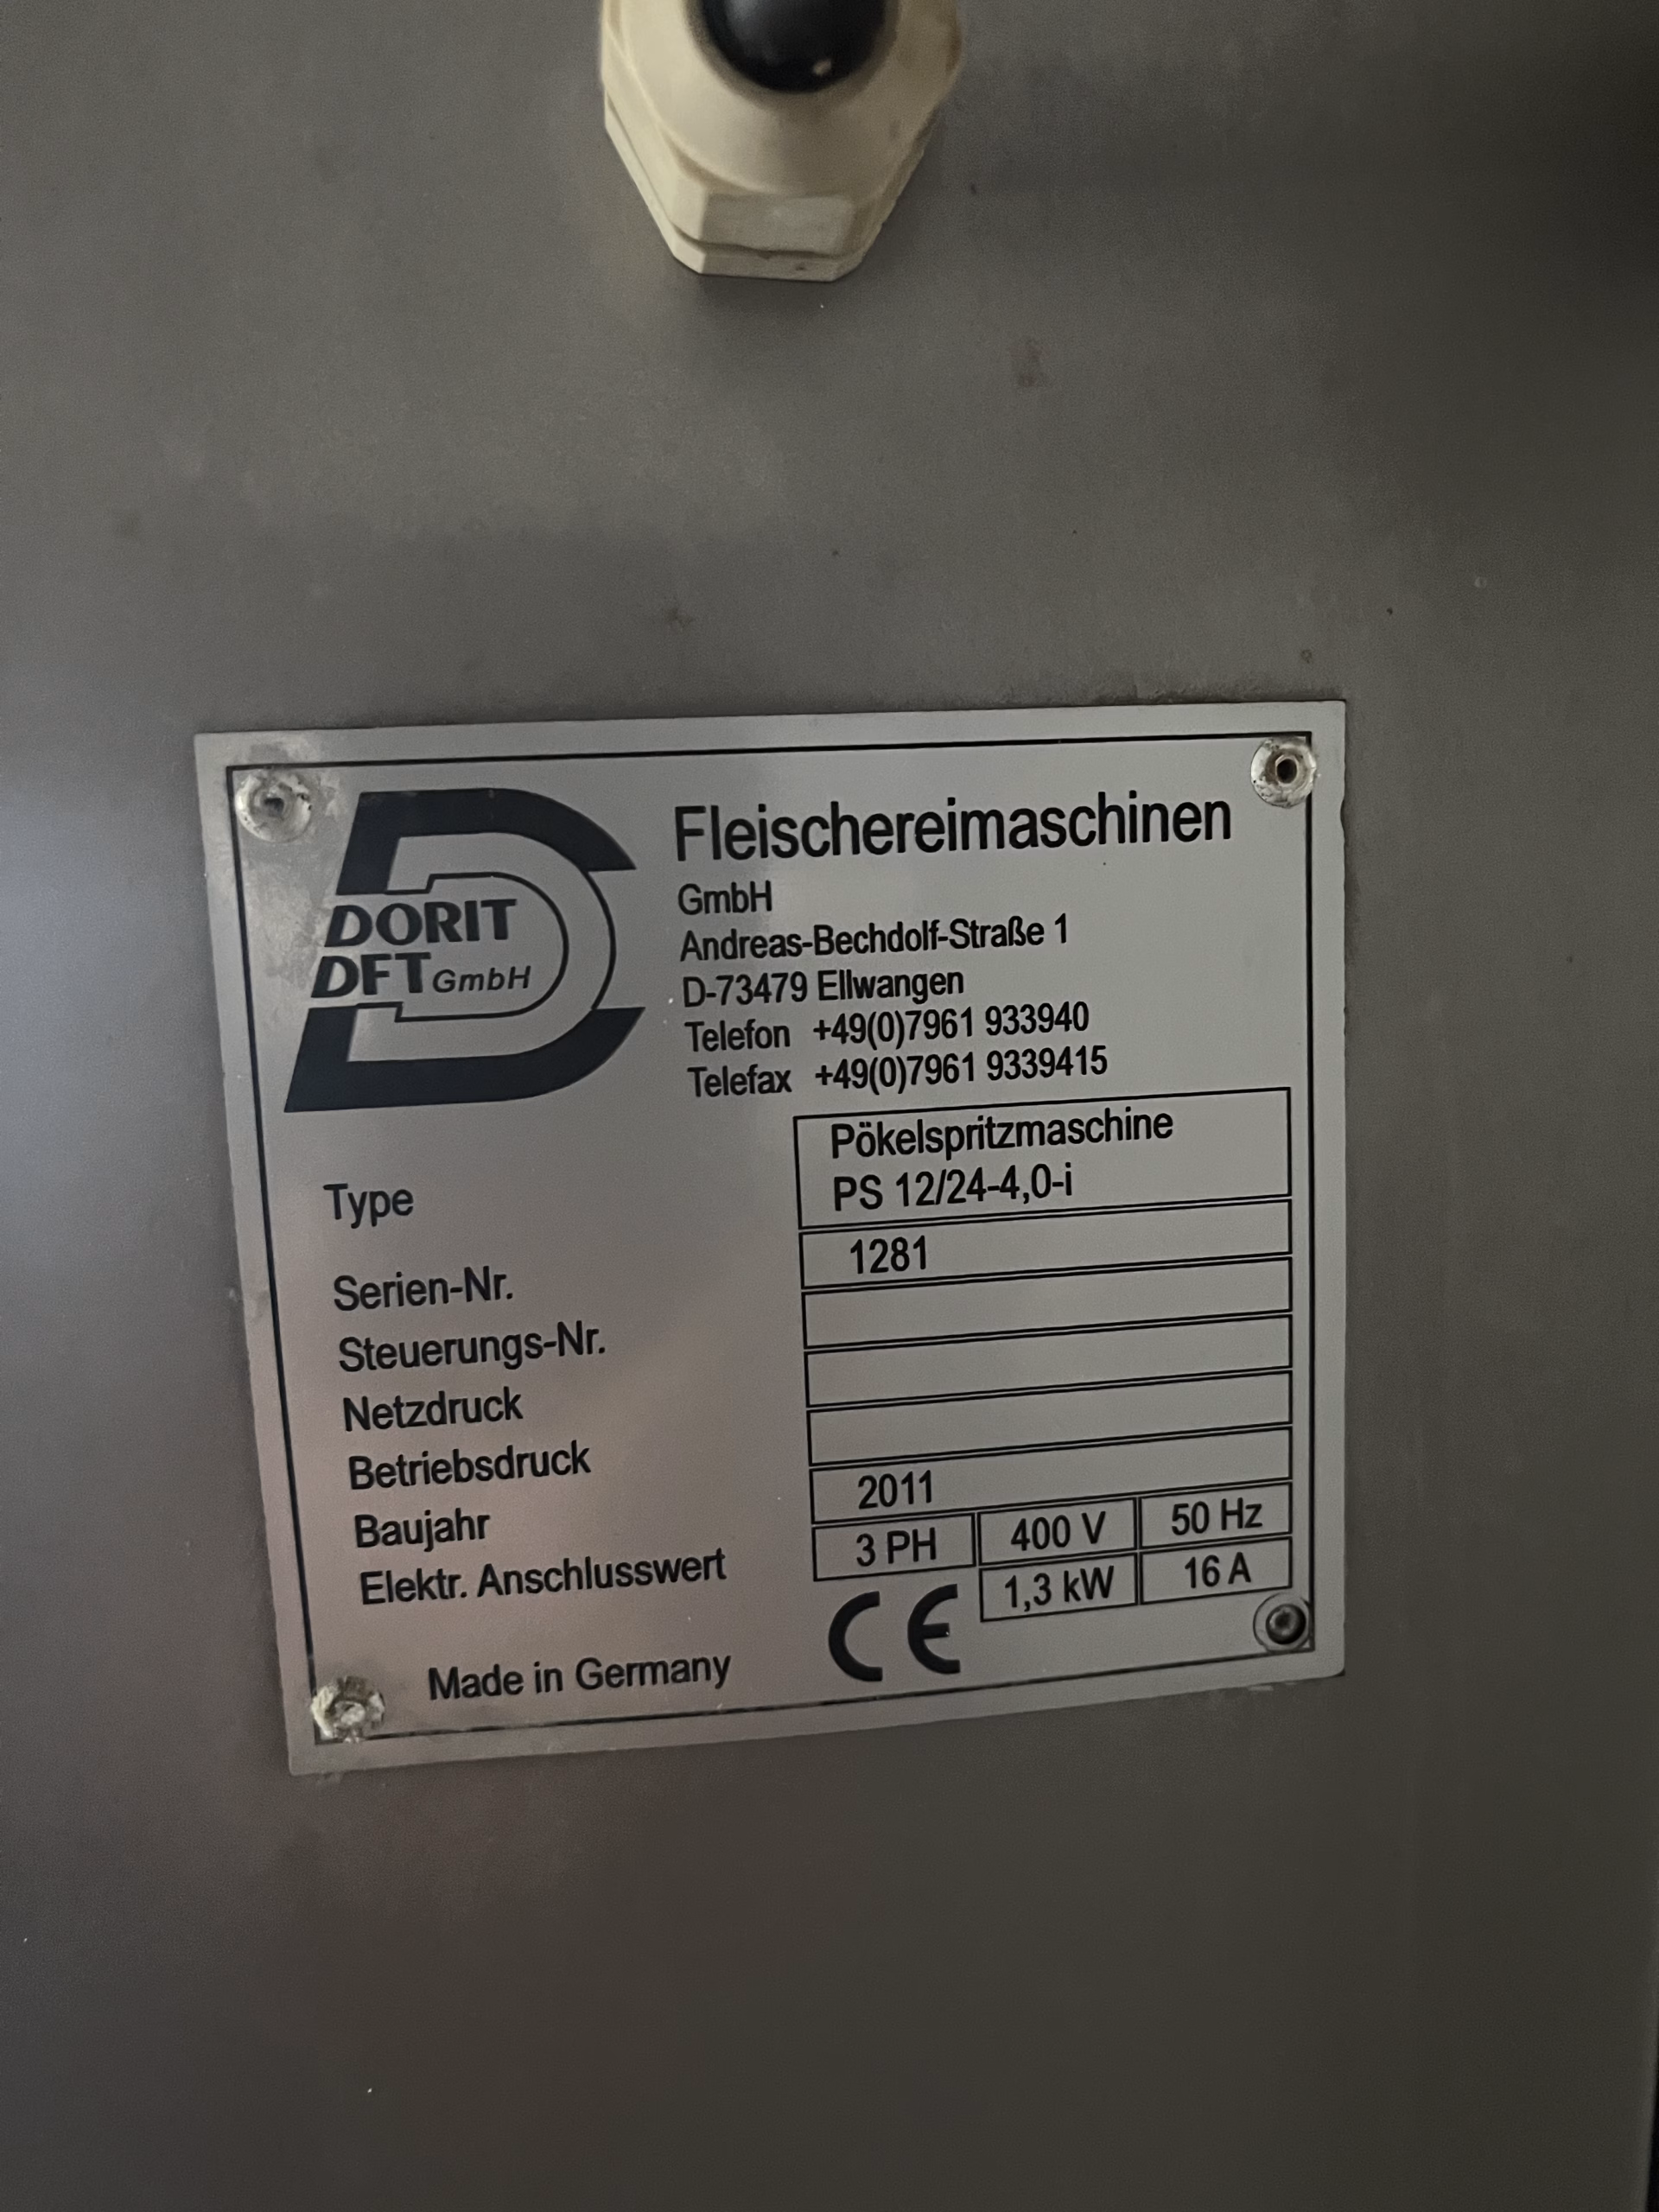 DORIT
DFT GmbH
Fleischereimaschinen
GmbH
Andreas-Bechdolf-Straße 1
D-73479 Ellwangen
Telefon +49(0)7961 933940
Telefax +49(0)7961 9339415
Type Pökelspritzmaschine
PS 12/24-4,0-i
Serien-Nr. 1281
Steuerungs-Nr.
Netzdruck
Betriebsdruck
Baujahr 2011
Elektr. Anschlusswert 3 PH 400 V 50 Hz
1,3 kW 16 A
Made in Germany CE